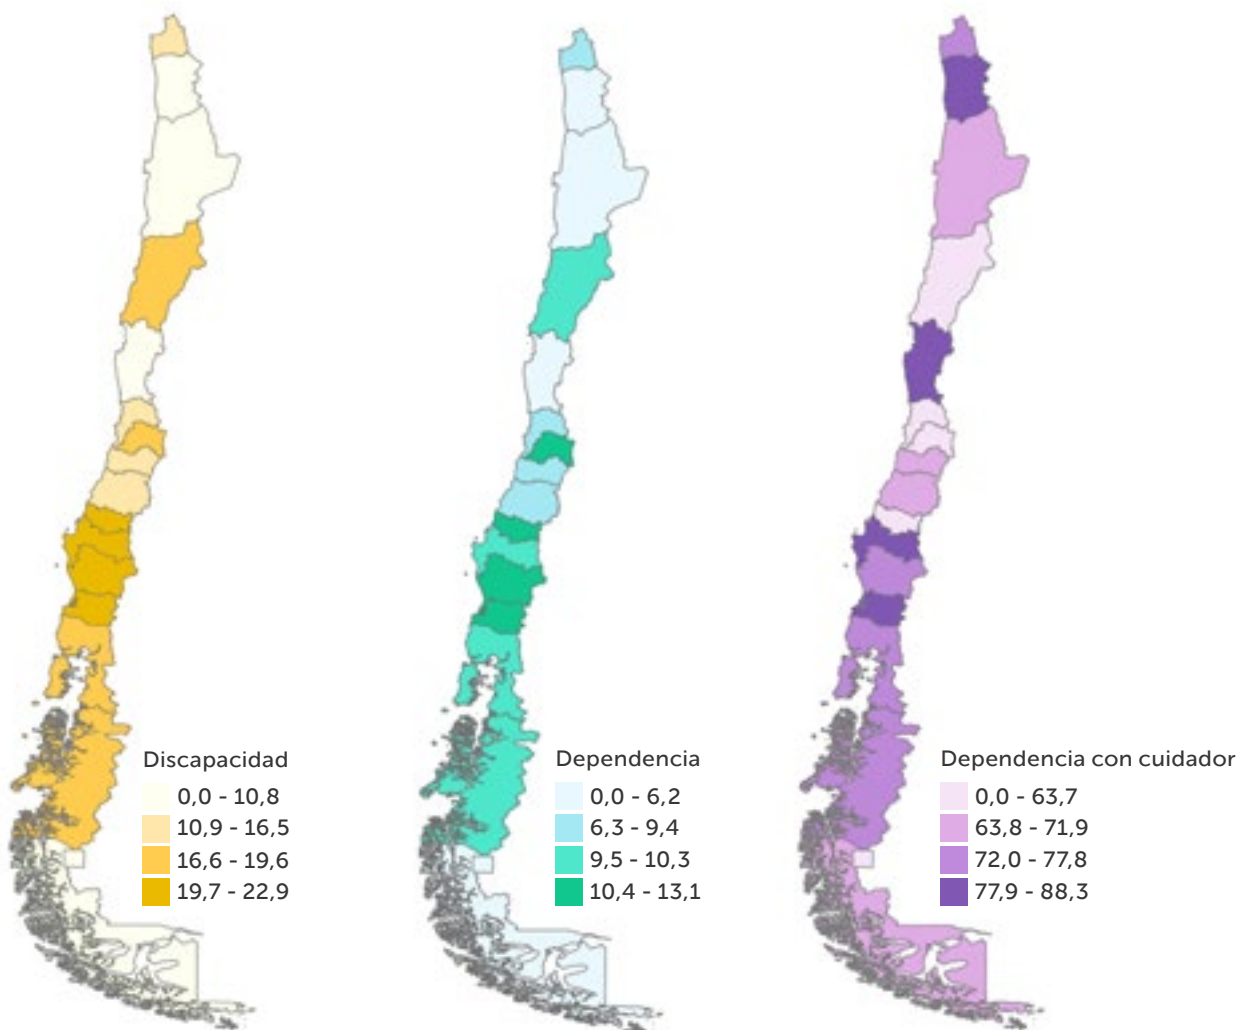 Discapacidad
0,0 - 10,8
10,9 - 16,5
16,6 - 19,6
19,7 - 22,9
Dependencia
0,0 - 6,2
6,3 - 9,4
9,5 - 10,3
10,4 - 13,1
Dependencia con cuidador
0,0 - 63,7
63,8 - 71,9
72,0 - 77,8
77,9 - 88,3